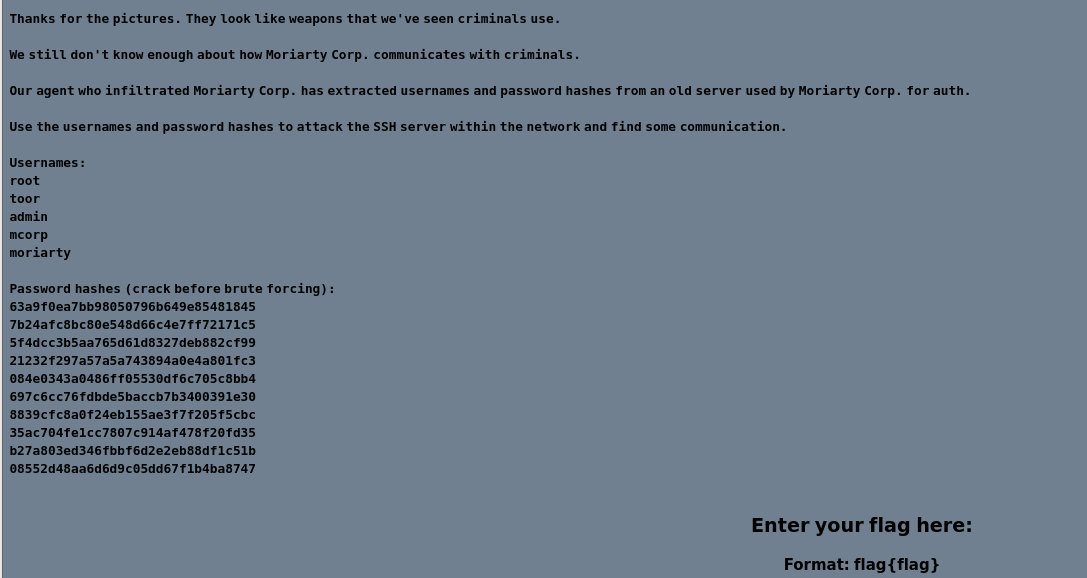 Thanks for the pictures. They look like weapons that we've seen criminals use.
We still don't know enough about how Moriarty Corp. communicates with criminals.
Our agent who infiltrated Moriarty Corp. has extracted usernames and password hashes from an old server used by Moriarty Corp. for auth.
Use the usernames and password hashes to attack the SSH server within the network and find some communication.
Usernames:
root
toor
admin
mcorp
moriarty
Password hashes (crack before brute forcing):
63a9f0ea7bb98050796b649e85481845
7b24afc8bc80e548d66c4e7ff72171c5
5f4dcc3b5aa765d61d8327deb882cf99
21232f297a57a5a743894a0e4a801fc3
084e0343a0486ff05530df6c705c8bb4
697c6cc76fdbde5baccb7b3400391e30
8839cfc8a0f24eb155ae3f7f205f5cbc
35ac704fe1cc7807c914af478f20fd35
b27a803ed346fbbf6d2e2eb88df1c51b
08552d48aa6d6d9c05dd67f1b4ba8747
Enter your flag here:
Format: flag{flag}